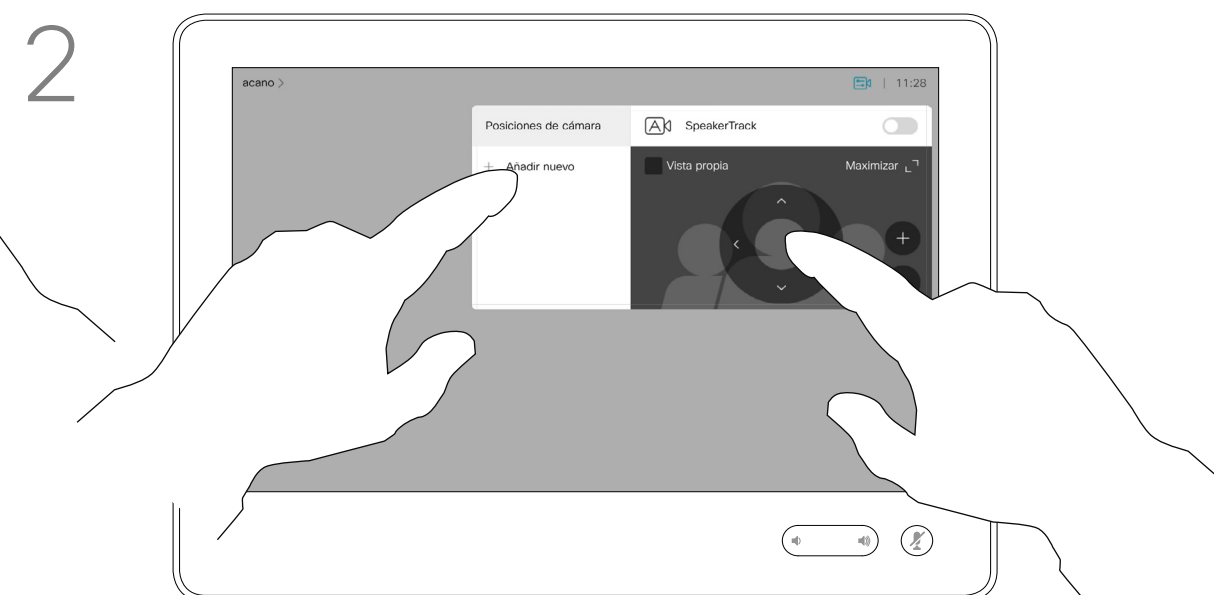 2
acano >
11:28
Posiciones de cámara
SpeakerTrack
+ Añadir nuevo
Vista propia
Maximizar